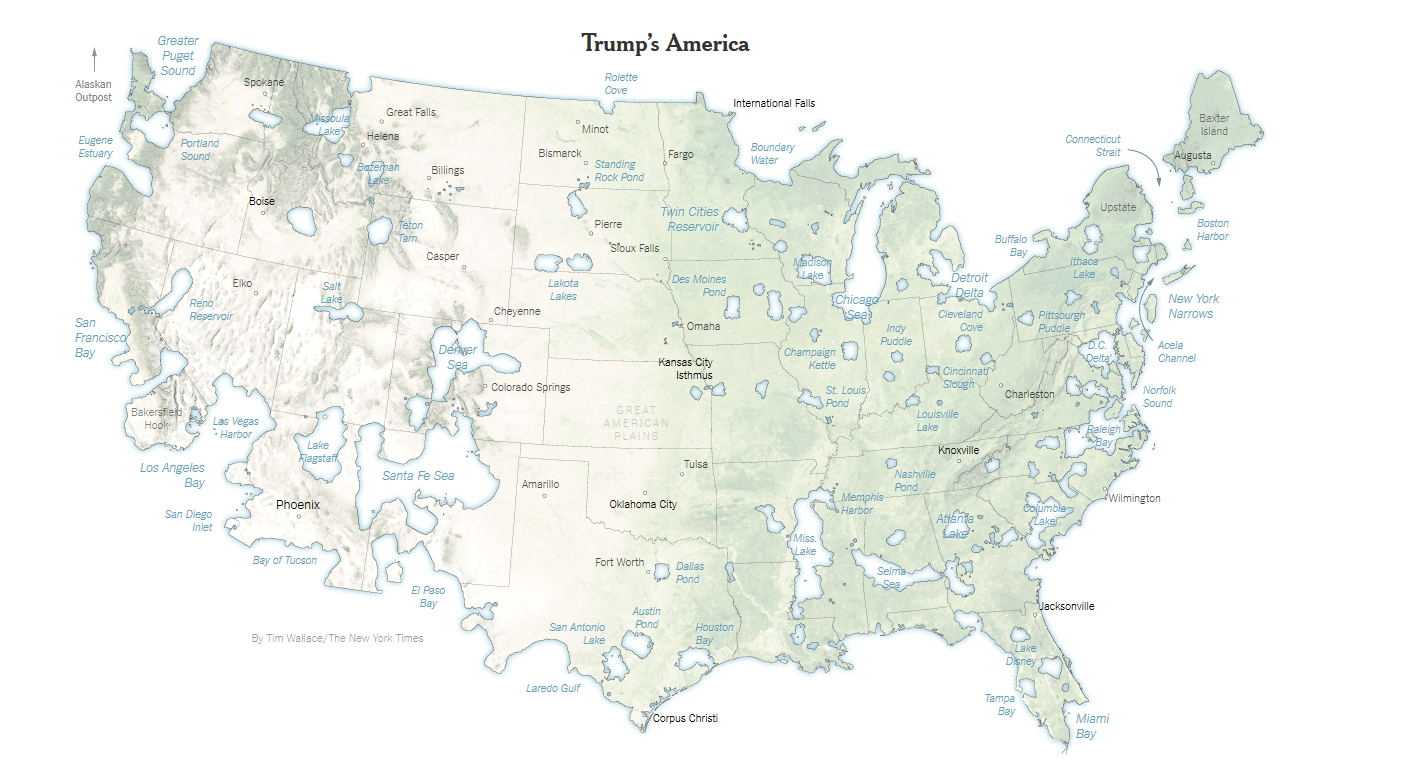 Trump's America
Greater
Puget
Sound
Alaskan
Outpost
Spokane
Rolette
Cove
International Falls
Great Falls
Missoula
Lake
Helena
Minot
Baxter
Island
Eugene
Estuary
Portland
Sound
Connecticut
Strait
Boundary
Water
Bismarck
Fargo
Augusta
Bozeman
Lake
Billings
Standing
Rock Pond
Boise
Upstate
Twin Cities
Reservoir
Teton
Tarn
Pierre
Boston
Harbor
Buffalo
Bay
Sioux Falls
Casper
Madison
Lake
Ithaca
Lake
Elko
Salt
Lake
Lakota
Lakes
Des Moines
Pond
Detroit
Delta
Reno
Reservoir
Chicago
Sea
New York
Narrows
Cheyenne
Cleveland
Cove
Pittsburgh
Puddle
San
Francisco
Bay
Omaha
Indy
Puddle
Denver
Sea
Champaign
Kettle
D.C.
Delta
Acela
Channel
Kansas City
Isthmus
Cincinnati
Slough
Colorado Springs
St. Louis
Pond
Charleston
Norfolk
Sound
Bakersfield
Hook
Las Vegas
Harbor
GREAT
AMERICAN
PLAINS
Louisville
Lake
Raleigh
Bay
Lake
Flagstaff
Knoxville
Los Angeles
Bay
Santa Fe Sea
Tulsa
Nashville
Pond
Amarillo
Phoenix
Oklahoma City
Memphis
Harbor
Wilmington
San Diego
Inlet
Columbia
Lake
Atlanta
Lake
Miss.
Lake
Bay of Tucson
Fort Worth
Dallas
Pond
Selma
Sea
El Paso
Bay
Jacksonville
Austin
Pond
San Antonio
Lake
Houston
Bay
By Tim Wallace/The New York Times
Lake
Disney
Laredo Gulf
Tampa
Bay
Corpus Christi
Miami
Bay